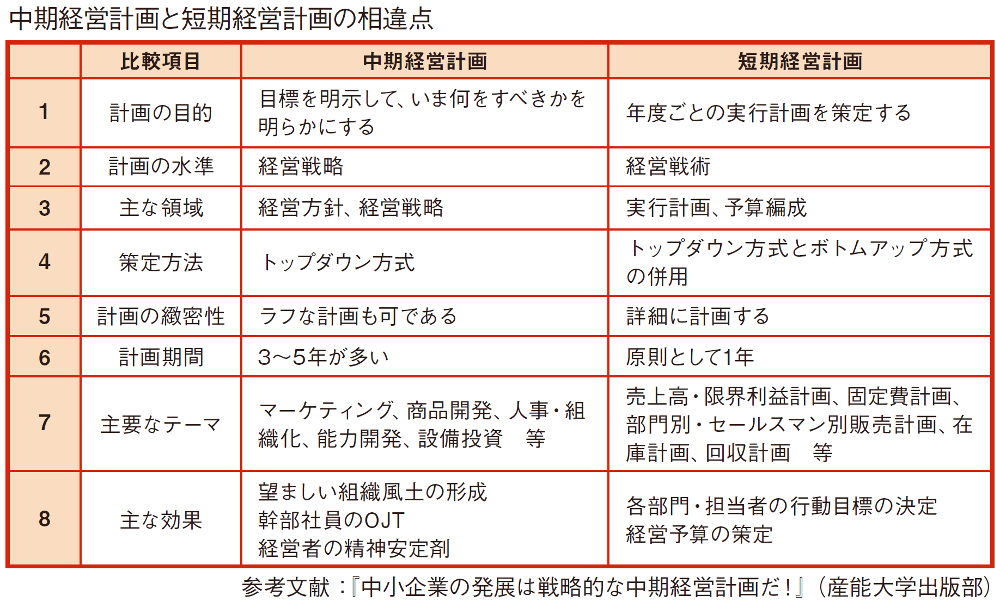 中期経営計画と短期経営計画の相違点
比較項目 中期経営計画 短期経営計画
1 計画の目的 目標を明示して、いま何をすべきかを
明らかにする 年度ごとの実行計画を策定する
2 計画の水準 経営戦略 経営戦術
3 主な領域 経営方針、経営戦略 実行計画、予算編成
4 策定方法 トップダウン方式 トップダウン方式とボトムアップ方式
の併用
5 計画の緻密性 ラフな計画も可である 詳細に計画する
6 計画期間 3〜5年が多い 原則として1年
7 主要なテーマ マーケティング、商品開発、人事・組
織化、能力開発、設備投資　等 売上高・限界利益計画、固定費計画、
部門別・セールスマン別販売計画、在
庫計画、回収計画　等
8 主な効果 望ましい組織風土の形成
幹部社員のOJT
経営者の精神安定剤 各部門・担当者の行動目標の決定
経営予算の策定
参考文献：『中小企業の発展は戦略的な中期経営計画だ！』（産能大学出版部）